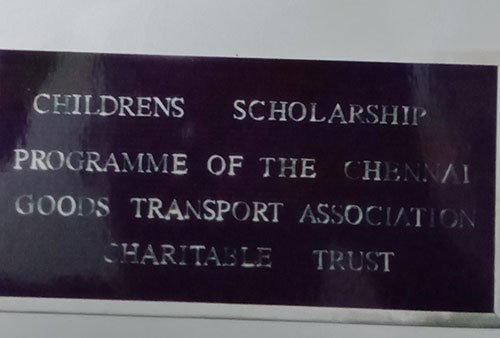 CHILDRENS SCHOLARSHIP
PROGRAMME OF THE CHENNAI
GOODS TRANSPORT ASSOCIATION
CHARITABLE TRUST